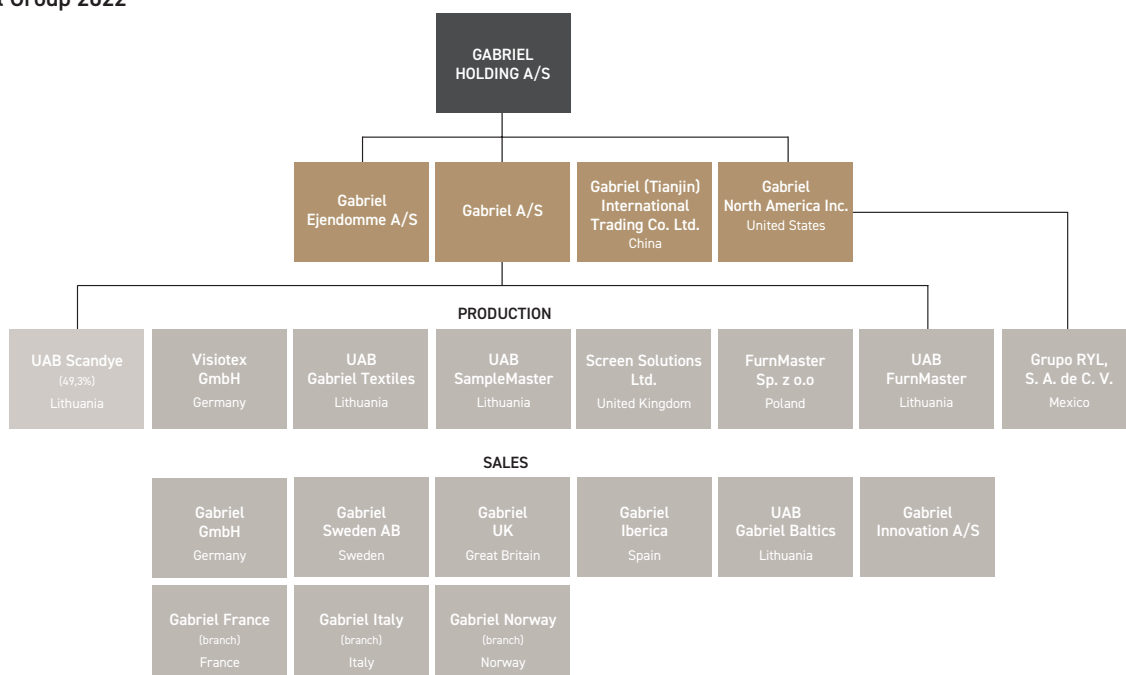 Group 2022
GABRIEL
HOLDING A/S
Gabriel
Ejendomme A/S
Gabriel A/S
Gabriel (Tianjin)
International
Trading Co. Ltd.
China
Gabriel
North America Inc.
United States
PRODUCTION
UAB Scandye
(49,3%)
Lithuania
Visiotex
GmbH
Germany
UAB
Gabriel Textiles
Lithuania
UAB
SampleMaster
Lithuania
Screen Solutions
Ltd.
United Kingdom
FurnMaster
Sp. z o.o
Poland
UAB
FurnMaster
Lithuania
Grupo RYL,
S. A. de C. V.
Mexico
SALES
Gabriel
GmbH
Germany
Gabriel
Sweden AB
Sweden
Gabriel
UK
Great Britain
Gabriel
Iberica
Spain
UAB
Gabriel Baltics
Lithuania
Gabriel
Innovation A/S
Gabriel France
(branch)
France
Gabriel Italy
(branch)
Italy
Gabriel Norway
(branch)
Norway